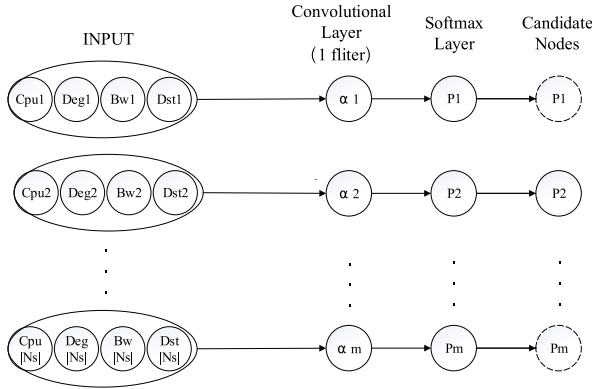 INPUT
Convolutional
Layer
(1 fliter)
Softmax
Layer
Candidate
Nodes
Cpu1 Deg1 Bw1 Dst1 α 1 P1 P1
Cpu2 Deg2 Bw2 Dst2 α 2 P2 P2
Cpu Deg Bw Dst α m Pm Pm
|Ns| |Ns| |Ns| |Ns|